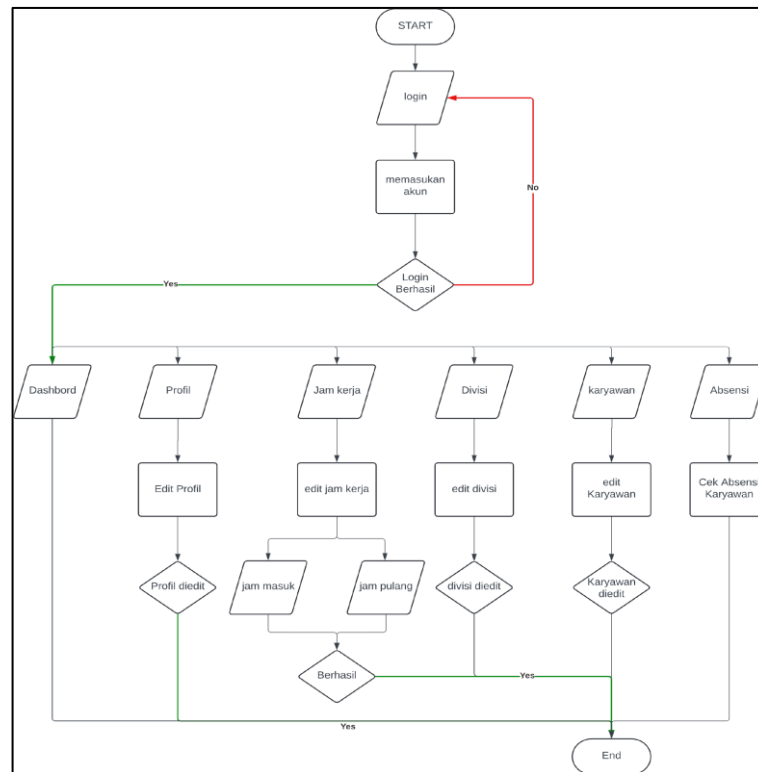 START
login
No
memasukan
akun
Login
Berhasil
Yes
Dashbord
Profil
Jam kerja
Divisi
karyawan
Absensi
Edit Profil
edit jam kerja
edit divisi
edit
Karyawan
Cek Absensi
Karyawan
Profil diedit
jam masuk
jam pulang
divisi diedit
Karyawan
diedit
Berhasil
Yes
Yes
End